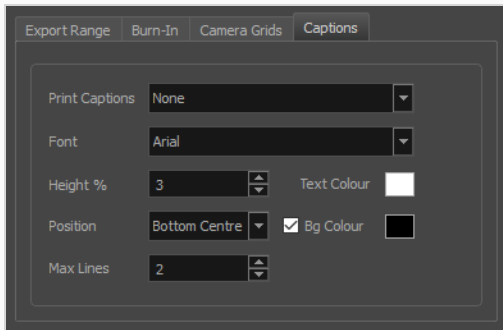 Export Range Burn-In Camera Grids Captions
Print Captions None
Font Arial
Height % 3 Text Colour
Position Bottom Centre Bg Colour
Max Lines 2